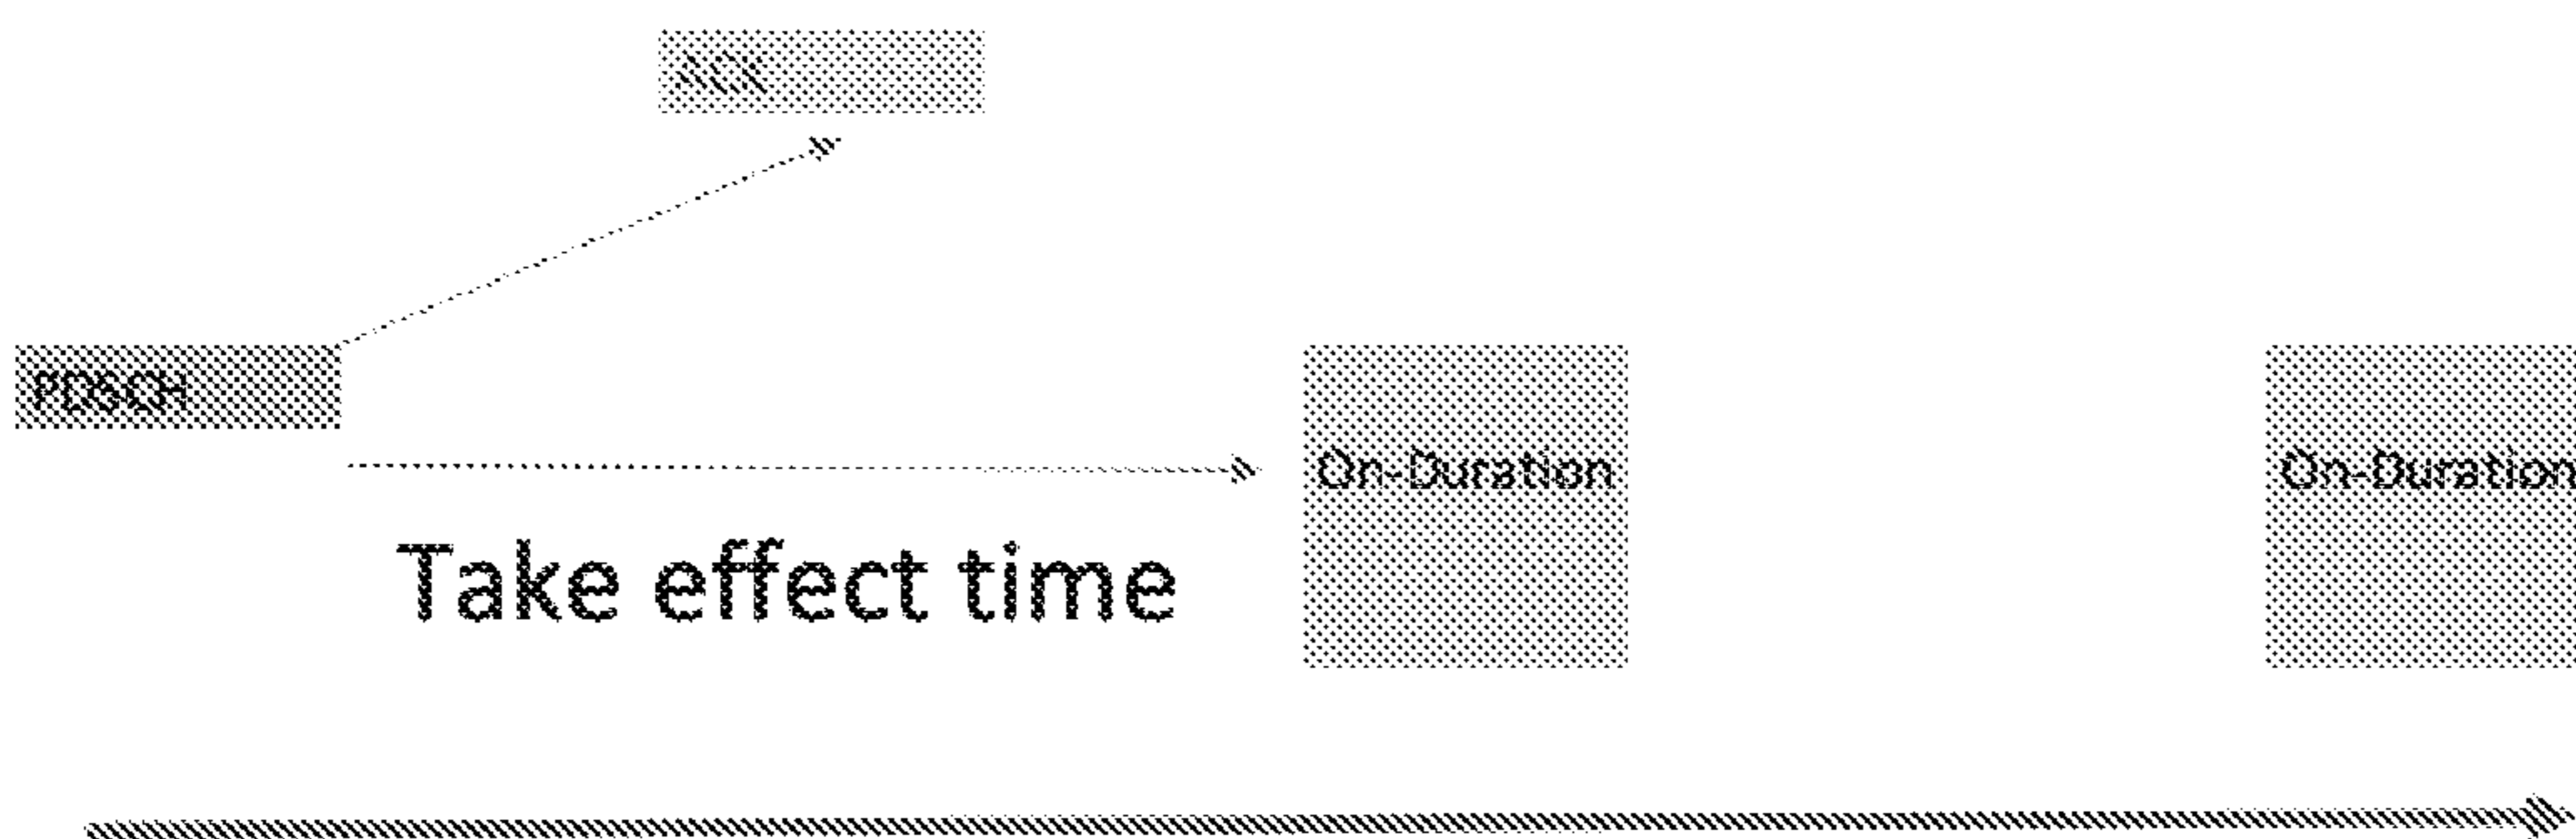 ACK
PDSCH
On-Duration
On-Duration
Take effect time